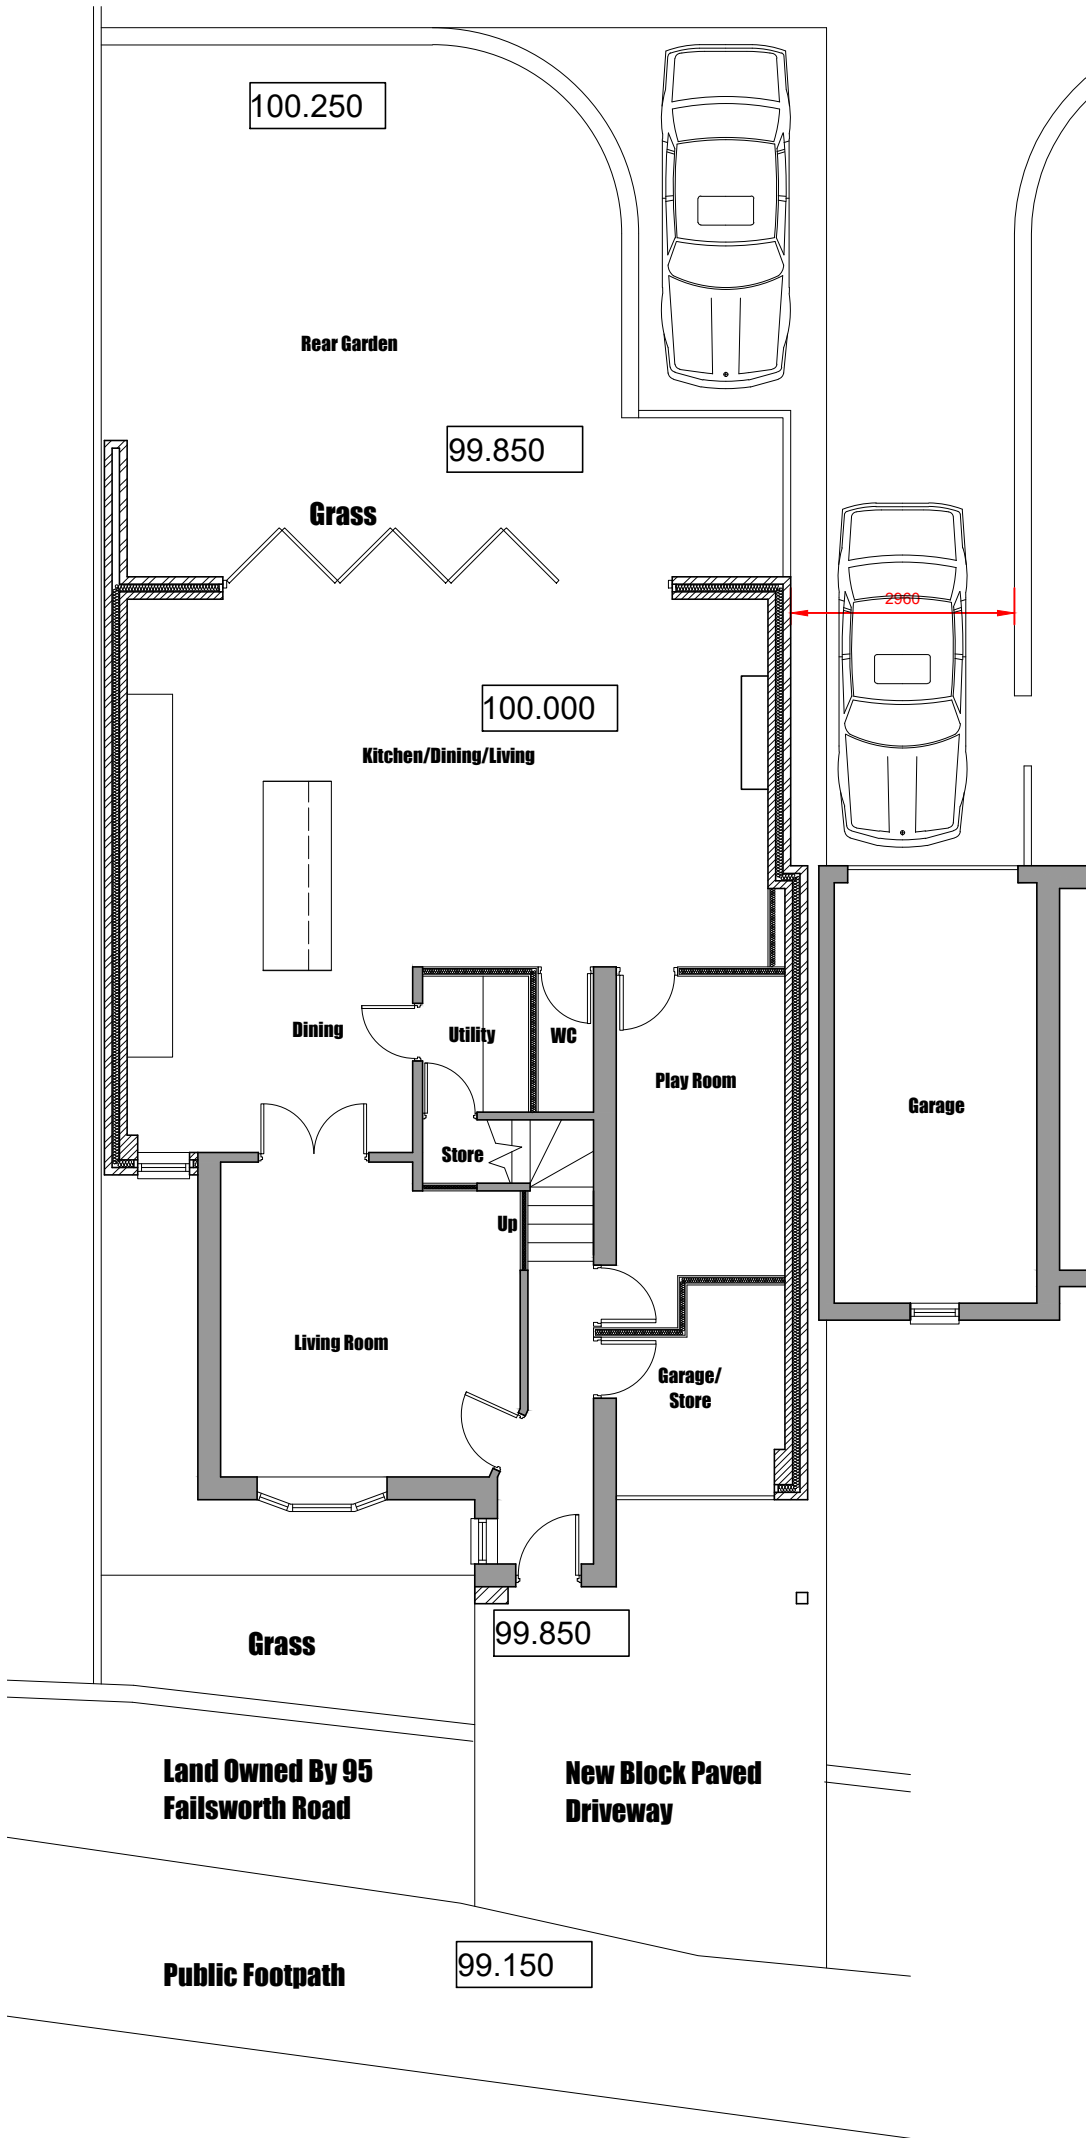 100.250
Rear Garden
99.850
Grass
2960
100.000
Kitchen/Dining/Living
Dining
Utility
WC
Play Room
Garage
Store
Up
Living Room
Garage/
Store
99.850
Grass
Land Owned By 95
Failsworth Road
New Block Paved
Driveway
Public Footpath
99.150